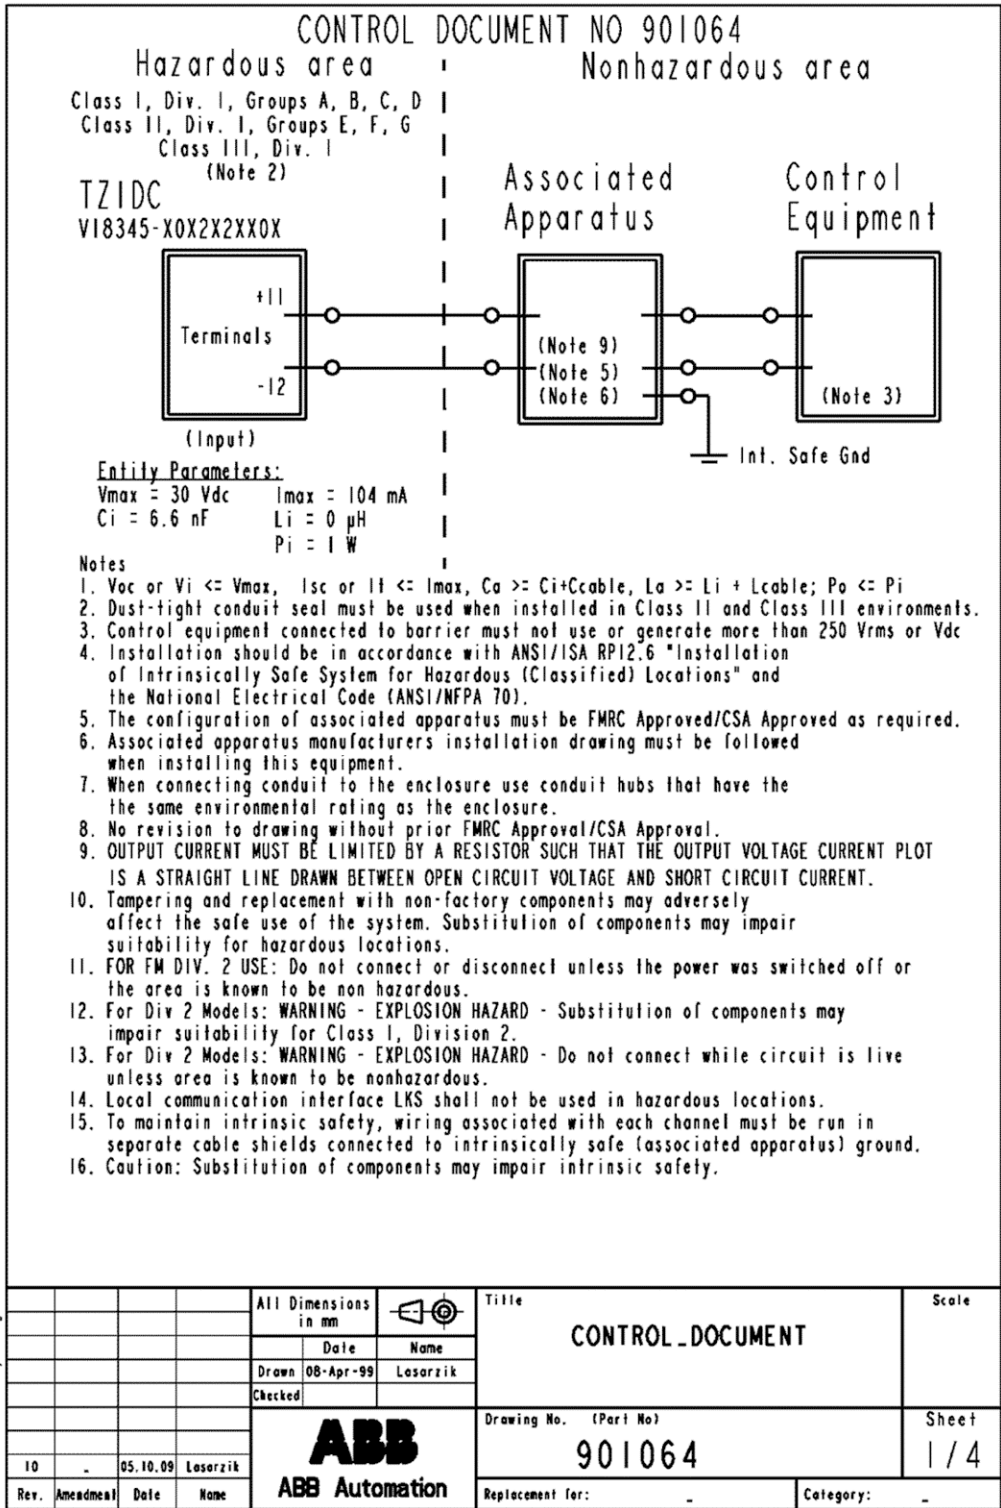 CONTROL DOCUMENT NO 901064
Hazardous area
Nonhazardous area
Class I, Div. I, Groups A, B, C, D
Class II, Div. I, Groups E, F, G
Class III, Div. I
(Note 2)
TZIDC
V18345-X0X2X2XX0X
Associated
Apparatus
Control
Equipment
+11
Terminals
-12
(Note 9)
(Note 5)
(Note 6)
(Note 3)
(Input)
Int. Safe Gnd
Entity Parameters:
Vmax = 30 Vdc Imax = 104 mA
Ci = 6.6 nF Li = 0 µH
Pi = 1 W
Notes
1. Voc or Vi <= Vmax, Isc or It <= Imax, Ca >= Ci+Ccable, La >= Li + Lcable; Po <= Pi
2. Dust-tight conduit seal must be used when installed in Class II and Class III environments.
3. Control equipment connected to barrier must not use or generate more than 250 Vrms or Vdc
4. Installation should be in accordance with ANSI/ISA RP12.6 "Installation
of Intrinsically Safe System for Hazardous (Classified) Locations" and
the National Electrical Code (ANSI/NFPA 70).
5. The configuration of associated apparatus must be FMRC Approved/CSA Approved as required.
6. Associated apparatus manufacturers installation drawing must be followed
when installing this equipment.
7. When connecting conduit to the enclosure use conduit hubs that have the
the same environmental rating as the enclosure.
8. No revision to drawing without prior FMRC Approval/CSA Approval.
9. OUTPUT CURRENT MUST BE LIMITED BY A RESISTOR SUCH THAT THE OUTPUT VOLTAGE CURRENT PLOT
IS A STRAIGHT LINE DRAWN BETWEEN OPEN CIRCUIT VOLTAGE AND SHORT CIRCUIT CURRENT.
10. Tampering and replacement with non-factory components may adversely
affect the safe use of the system. Substitution of components may impair
suitability for hazardous locations.
11. FOR FM DIV. 2 USE: Do not connect or disconnect unless the power was switched off or
the area is known to be non hazardous.
12. For Div 2 Models: WARNING - EXPLOSION HAZARD - Substitution of components may
impair suitability for Class I, Division 2.
13. For Div 2 Models: WARNING - EXPLOSION HAZARD - Do not connect while circuit is live
unless area is known to be nonhazardous.
14. Local communication interface LKS shall not be used in hazardous locations.
15. To maintain intrinsic safety, wiring associated with each channel must be run in
separate cable shields connected to intrinsically safe (associated apparatus) ground.
16. Caution: Substitution of components may impair intrinsic safety.
All Dimensions
in mm
Title
CONTROL_DOCUMENT
Scale
Date Name
Drawn 08-Apr-99 Lasarzik
Checked
ABB
ABB Automation
Drawing No. (Part No)
901064
Sheet
1/4
10 - 05.10.09 Lasarzik
Rev. Amendment Date Name
Replacement for: -
Category: -